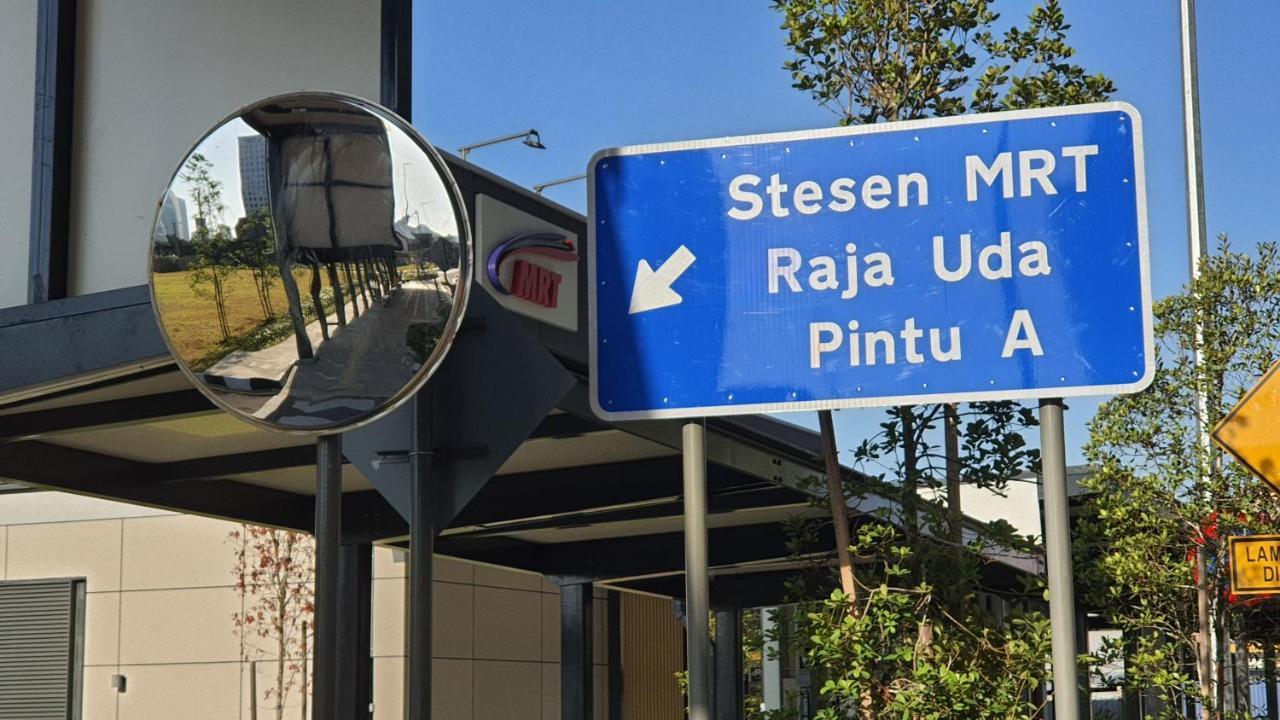 Stesen MRT
Raja Uda
Pintu A
MRT